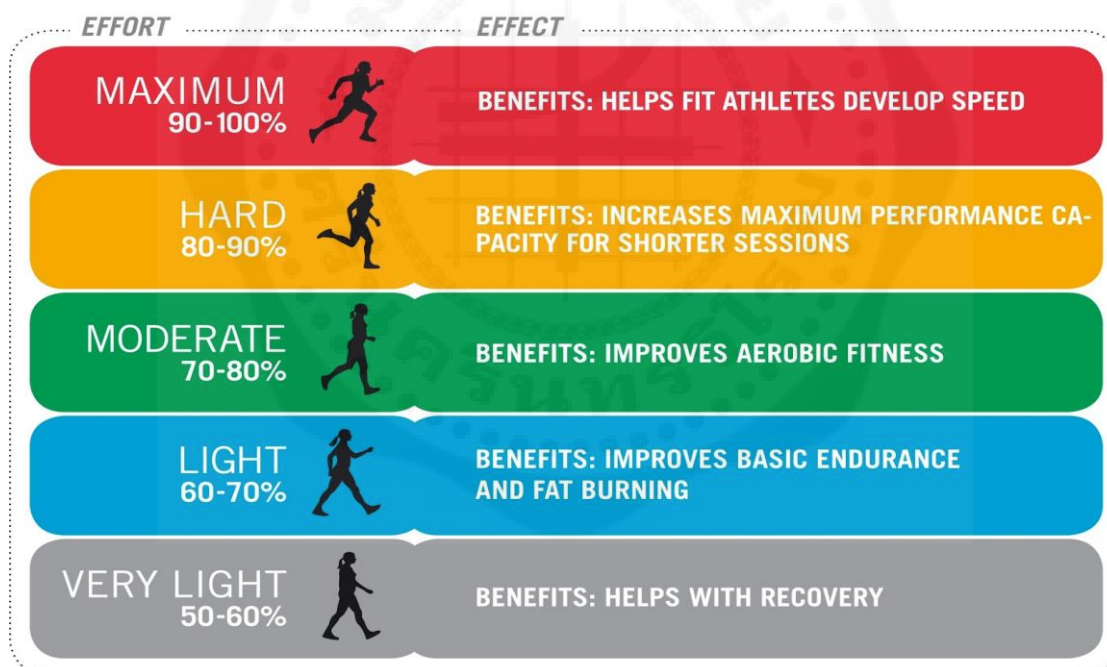 EFFORT
EFFECT
MAXIMUM
90-100%
BENEFITS: HELPS FIT ATHLETES DEVELOP SPEED
HARD
80-90%
BENEFITS: INCREASES MAXIMUM PERFORMANCE CA-
PACITY FOR SHORTER SESSIONS
MODERATE
70-80%
BENEFITS: IMPROVES AEROBIC FITNESS
LIGHT
60-70%
BENEFITS: IMPROVES BASIC ENDURANCE
AND FAT BURNING
VERY LIGHT
50-60%
BENEFITS: HELPS WITH RECOVERY